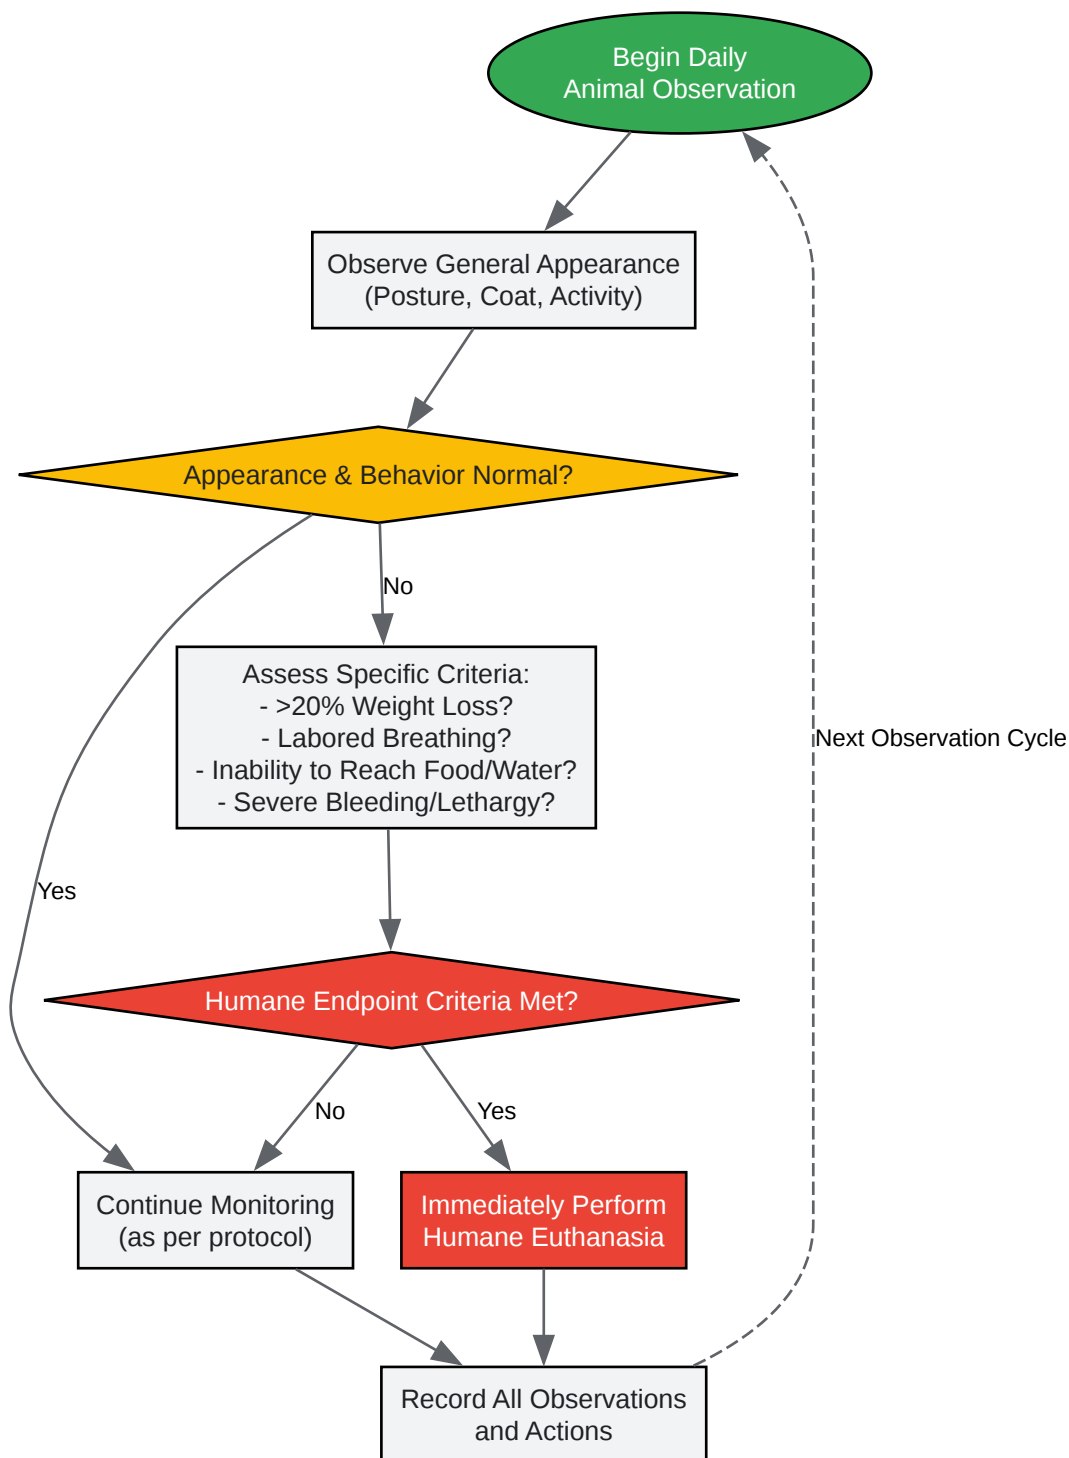 Begin Daily
Animal Observation
Observe General Appearance
(Posture, Coat, Activity)
Appearance & Behavior Normal?
No
Assess Specific Criteria:
- >20% Weight Loss?
- Labored Breathing?
- Inability to Reach Food/Water?
- Severe Bleeding/Lethargy?
Next Observation Cycle
Yes
Humane Endpoint Criteria Met?
No
Yes
Continue Monitoring
(as per protocol)
Immediately Perform
Humane Euthanasia
Record All Observations
and Actions